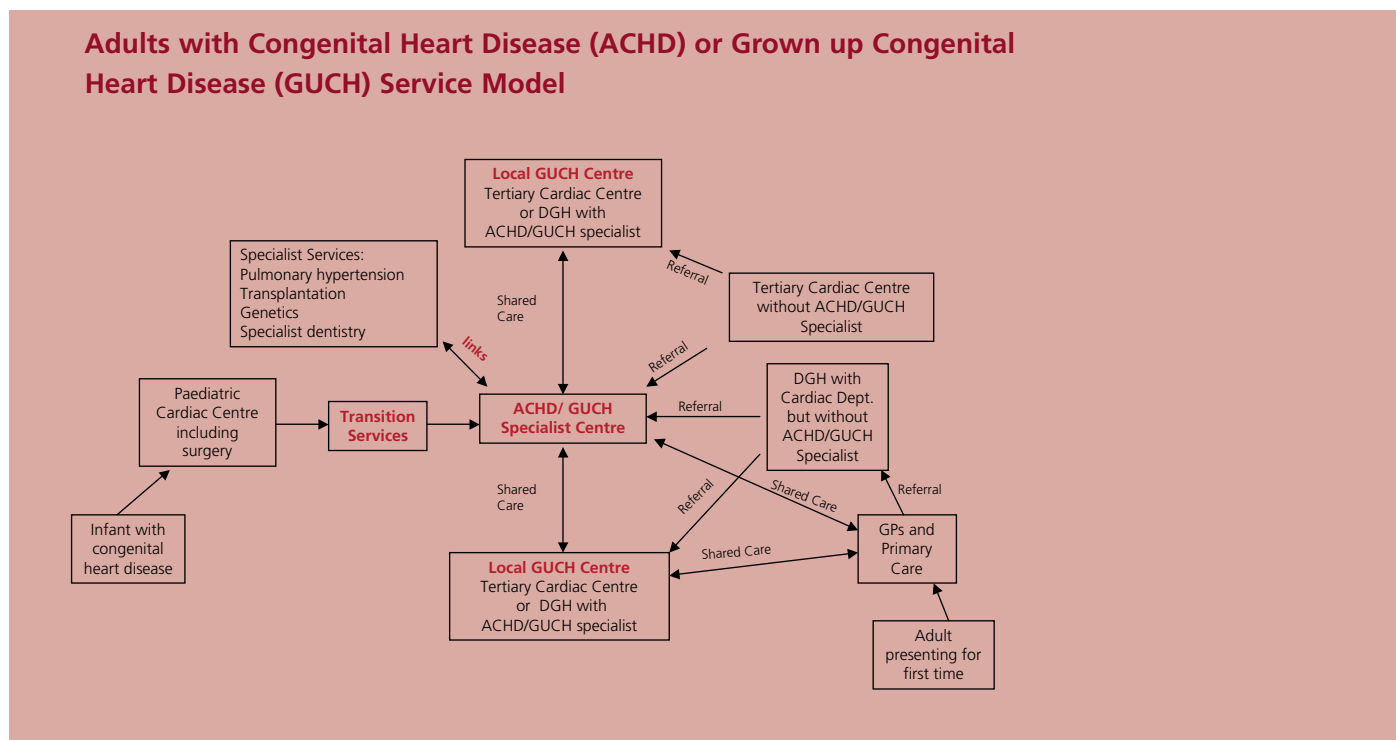 Adults with Congenital Heart Disease (ACHD) or Grown up Congenital
Heart Disease (GUCH) Service Model
Local GUCH Centre
Tertiary Cardiac Centre
or DGH with
ACHD/GUCH specialist
Specialist Services:
Pulmonary hypertension
Transplantation
Genetics
Specialist dentistry
Referral
Tertiary Cardiac Centre
without ACHD/GUCH
Specialist
Shared
Care
links
Referral
Paediatric
Cardiac Centre
including
surgery
Transition
Services
ACHD/ GUCH
Specialist Centre
Referral
DGH with
Cardiac Dept.
but without
ACHD/GUCH
Specialist
Shared
Care
Referral
Shared Care
Referral
Infant with
congenital
heart disease
Local GUCH Centre
Tertiary Cardiac Centre
or DGH with
ACHD/GUCH specialist
Shared Care
GPs and
Primary
Care
Adult
presenting for
first time